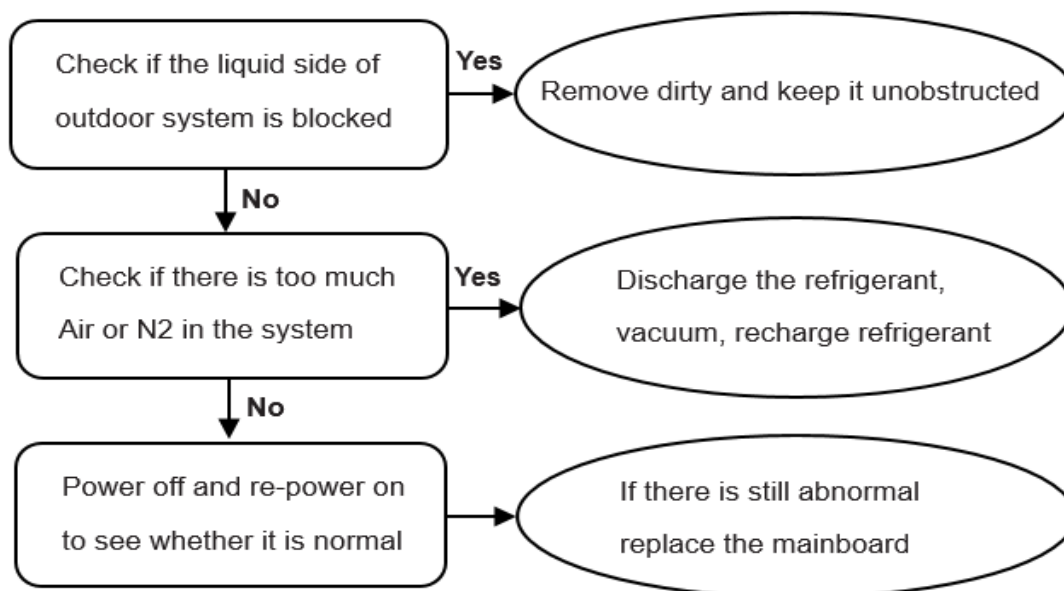 Check if the liquid side of
outdoor system is blocked
Yes
Remove dirty and keep it unobstructed
No
Check if there is too much
Air or N2 in the system
Yes
Discharge the refrigerant,
vacuum, recharge refrigerant
No
Power off and re-power on
to see whether it is normal
If there is still abnormal
replace the mainboard